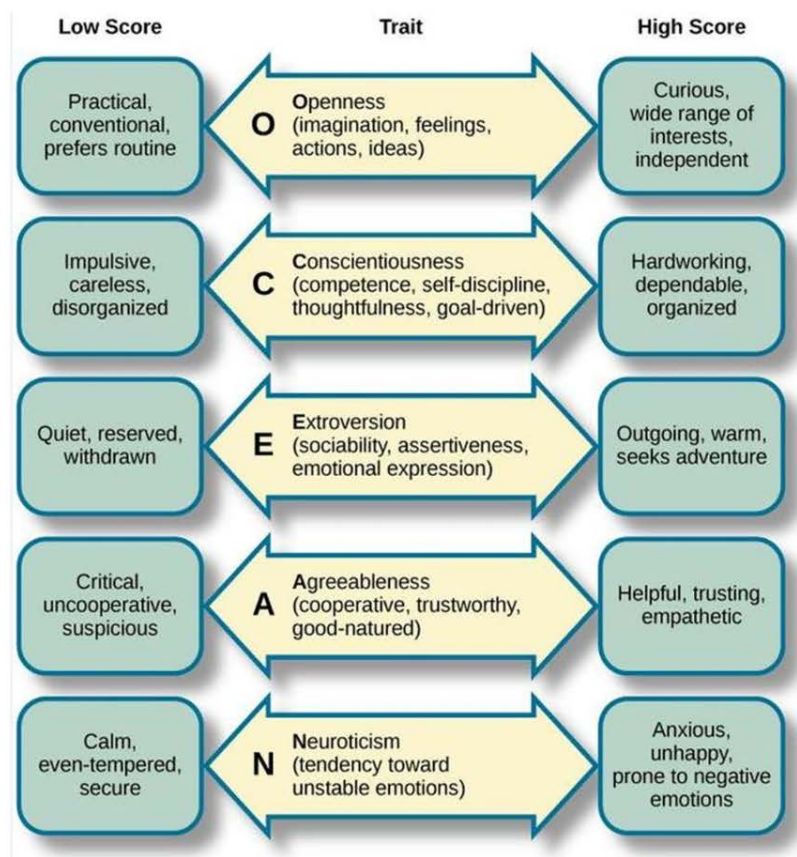 Low Score
Trait
High Score
Practical,
conventional,
prefers routine
O
Openness
(imagination, feelings,
actions, ideas)
Curious,
wide range of
interests,
independent
Impulsive,
careless,
disorganized
C
Conscientiousness
(competence, self-discipline,
thoughtfulness, goal-driven)
Hardworking,
dependable,
organized
Quiet, reserved,
withdrawn
E
Extroversion
(sociability, assertiveness,
emotional expression)
Outgoing, warm,
seeks adventure
Critical,
uncooperative,
suspicious
A
Agreeableness
(cooperative, trustworthy,
good-natured)
Helpful, trusting,
empathetic
Calm,
even-tempered,
secure
N
Neuroticism
(tendency toward
unstable emotions)
Anxious,
unhappy,
prone to negative
emotions